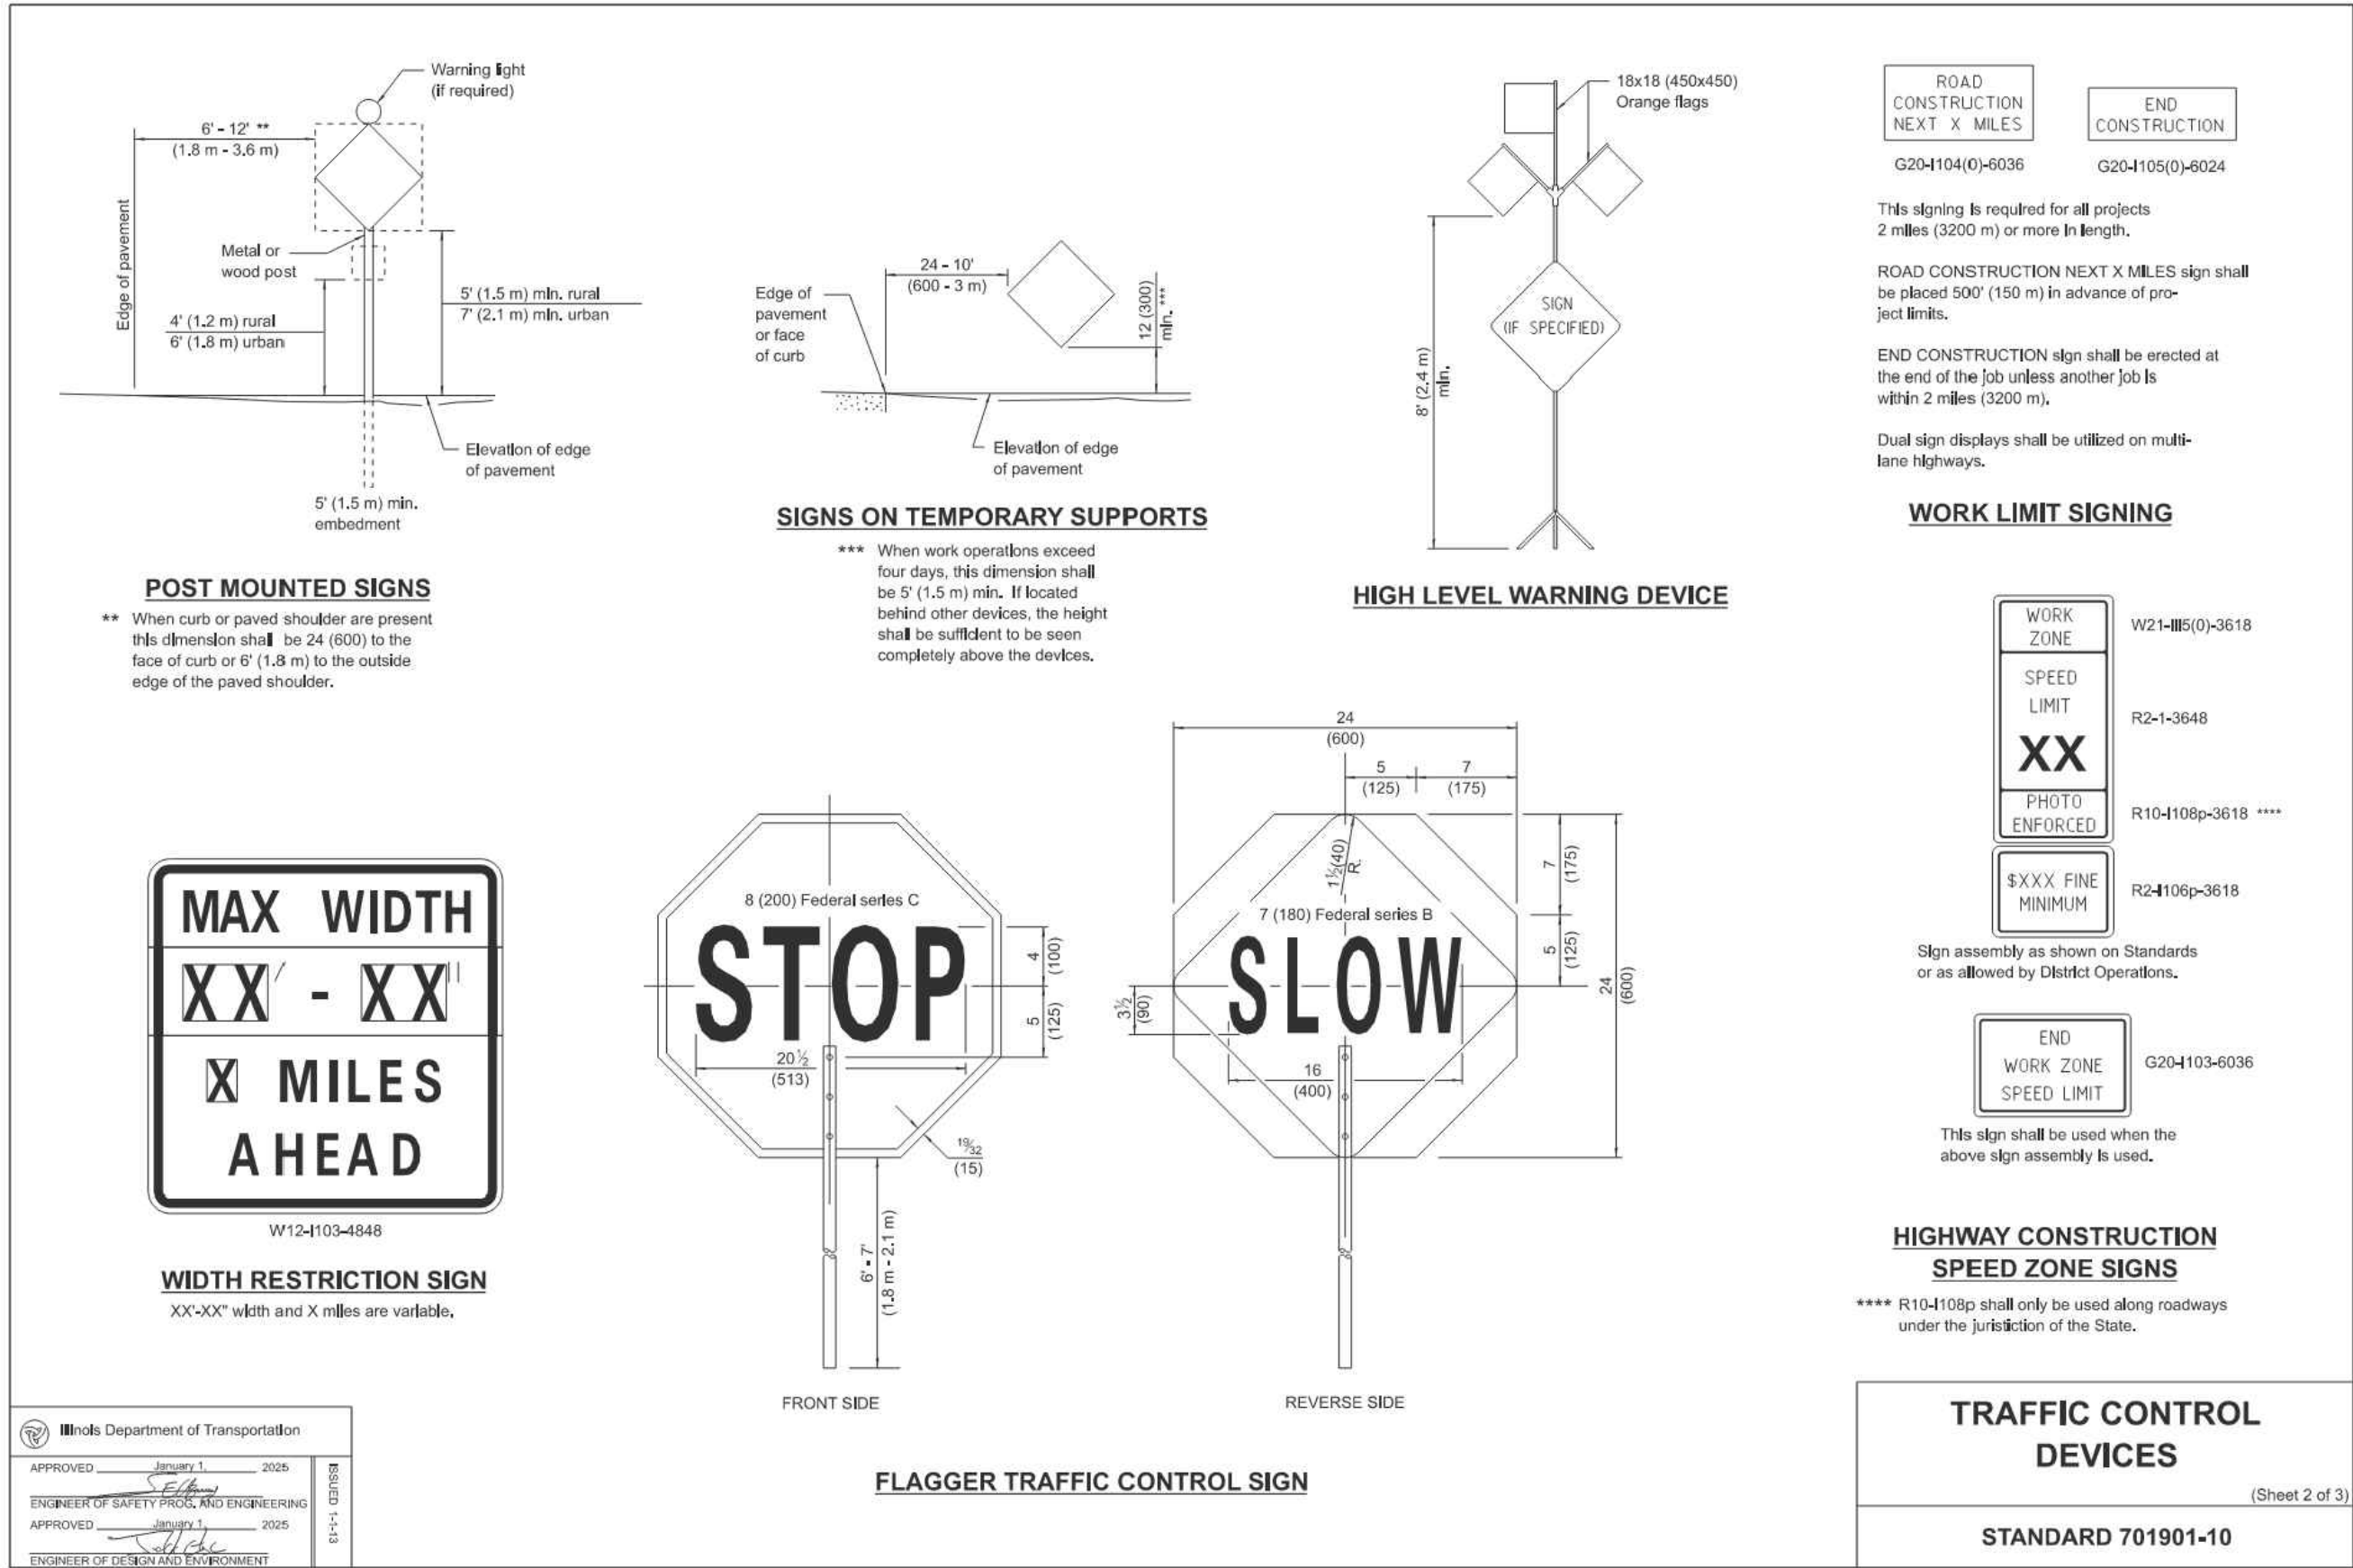 Warning light
(if required)
6' - 12' **
(1.8 m - 3.6 m)
Edge of pavement
Metal or
wood post
5' (1.5 m) min. rural
7' (2.1 m) min. urban
4' (1.2 m) rural
6' (1.8 m) urban
Elevation of edge
of pavement
5' (1.5 m) min.
embedment
POST MOUNTED SIGNS
** When curb or paved shoulder are present
this dimension shall be 24 (600) to the
face of curb or 6' (1.8 m) to the outside
edge of the paved shoulder.
24 - 10'
(600 - 3 m)
Edge of
pavement
or face
of curb
12 (300)
min. ***
Elevation of edge
of pavement
SIGNS ON TEMPORARY SUPPORTS
*** When work operations exceed
four days, this dimension shall
be 5' (1.5 m) min. If located
behind other devices, the height
shall be sufficient to be seen
completely above the devices.
18x18 (450x450)
Orange flags
SIGN
(IF SPECIFIED)
8' (2.4 m)
min.
HIGH LEVEL WARNING DEVICE
ROAD
CONSTRUCTION
NEXT X MILES
G20-I104(0)-6036
END
CONSTRUCTION
G20-I105(0)-6024
This signing is required for all projects
2 miles (3200 m) or more in length.
ROAD CONSTRUCTION NEXT X MILES sign shall
be placed 500' (150 m) in advance of pro-
ject limits.
END CONSTRUCTION sign shall be erected at
the end of the job unless another job is
within 2 miles (3200 m).
Dual sign displays shall be utilized on multi-
lane highways.
WORK LIMIT SIGNING
WORK
ZONE
W21-III5(0)-3618
SPEED
LIMIT
XX
R2-1-3648
PHOTO
ENFORCED
R10-I108p-3618 ****
$XXX FINE
MINIMUM
R2-I106p-3618
Sign assembly as shown on Standards
or as allowed by District Operations.
END
WORK ZONE
SPEED LIMIT
G20-I103-6036
This sign shall be used when the
above sign assembly is used.
HIGHWAY CONSTRUCTION
SPEED ZONE SIGNS
**** R10-I108p shall only be used along roadways
under the juristiction of the State.
MAX WIDTH
XX' - XX"
X MILES
AHEAD
W12-I103-4848
WIDTH RESTRICTION SIGN
XX'-XX" width and X miles are variable.
8 (200) Federal series C
STOP
4
(100)
5
(125)
20 1/2
(513)
19/32
(15)
6' - 7'
(1.8 m - 2.1 m)
FRONT SIDE
24
(600)
5
(125)
7
(175)
1 1/2(40)
R.
7
(175)
5
(125)
24
(600)
7 (180) Federal series B
SLOW
3 1/2
(90)
16
(400)
REVERSE SIDE
FLAGGER TRAFFIC CONTROL SIGN
Illinois Department of Transportation
APPROVED January 1, 2025
ENGINEER OF SAFETY PROG. AND ENGINEERING
APPROVED January 1, 2025
ENGINEER OF DESIGN AND ENVIRONMENT
ISSUED 1-1-13
TRAFFIC CONTROL
DEVICES
(Sheet 2 of 3)
STANDARD 701901-10